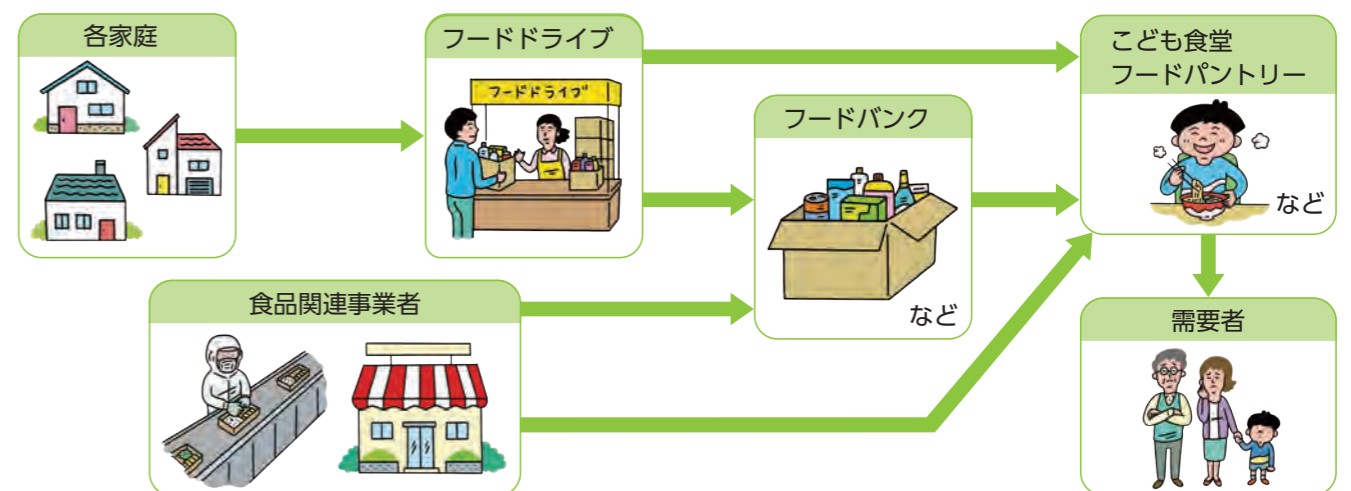 各家庭
フードドライブ
フードドライブ
こども食堂
フードパントリー
など
フードバンク
など
食品関連事業者
需要者